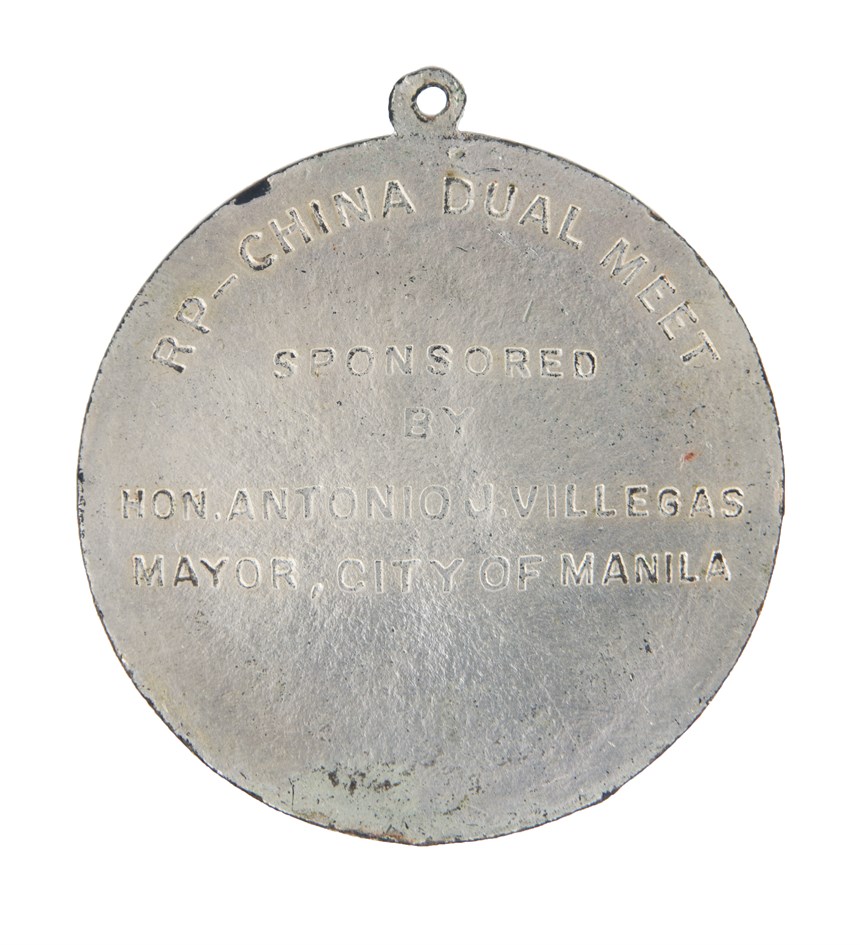 RP-CHINA DUAL MEET
SPONSORED
BY
HON. ANTONIO J. VILLEGAS
MAYOR, CITY OF MANILA